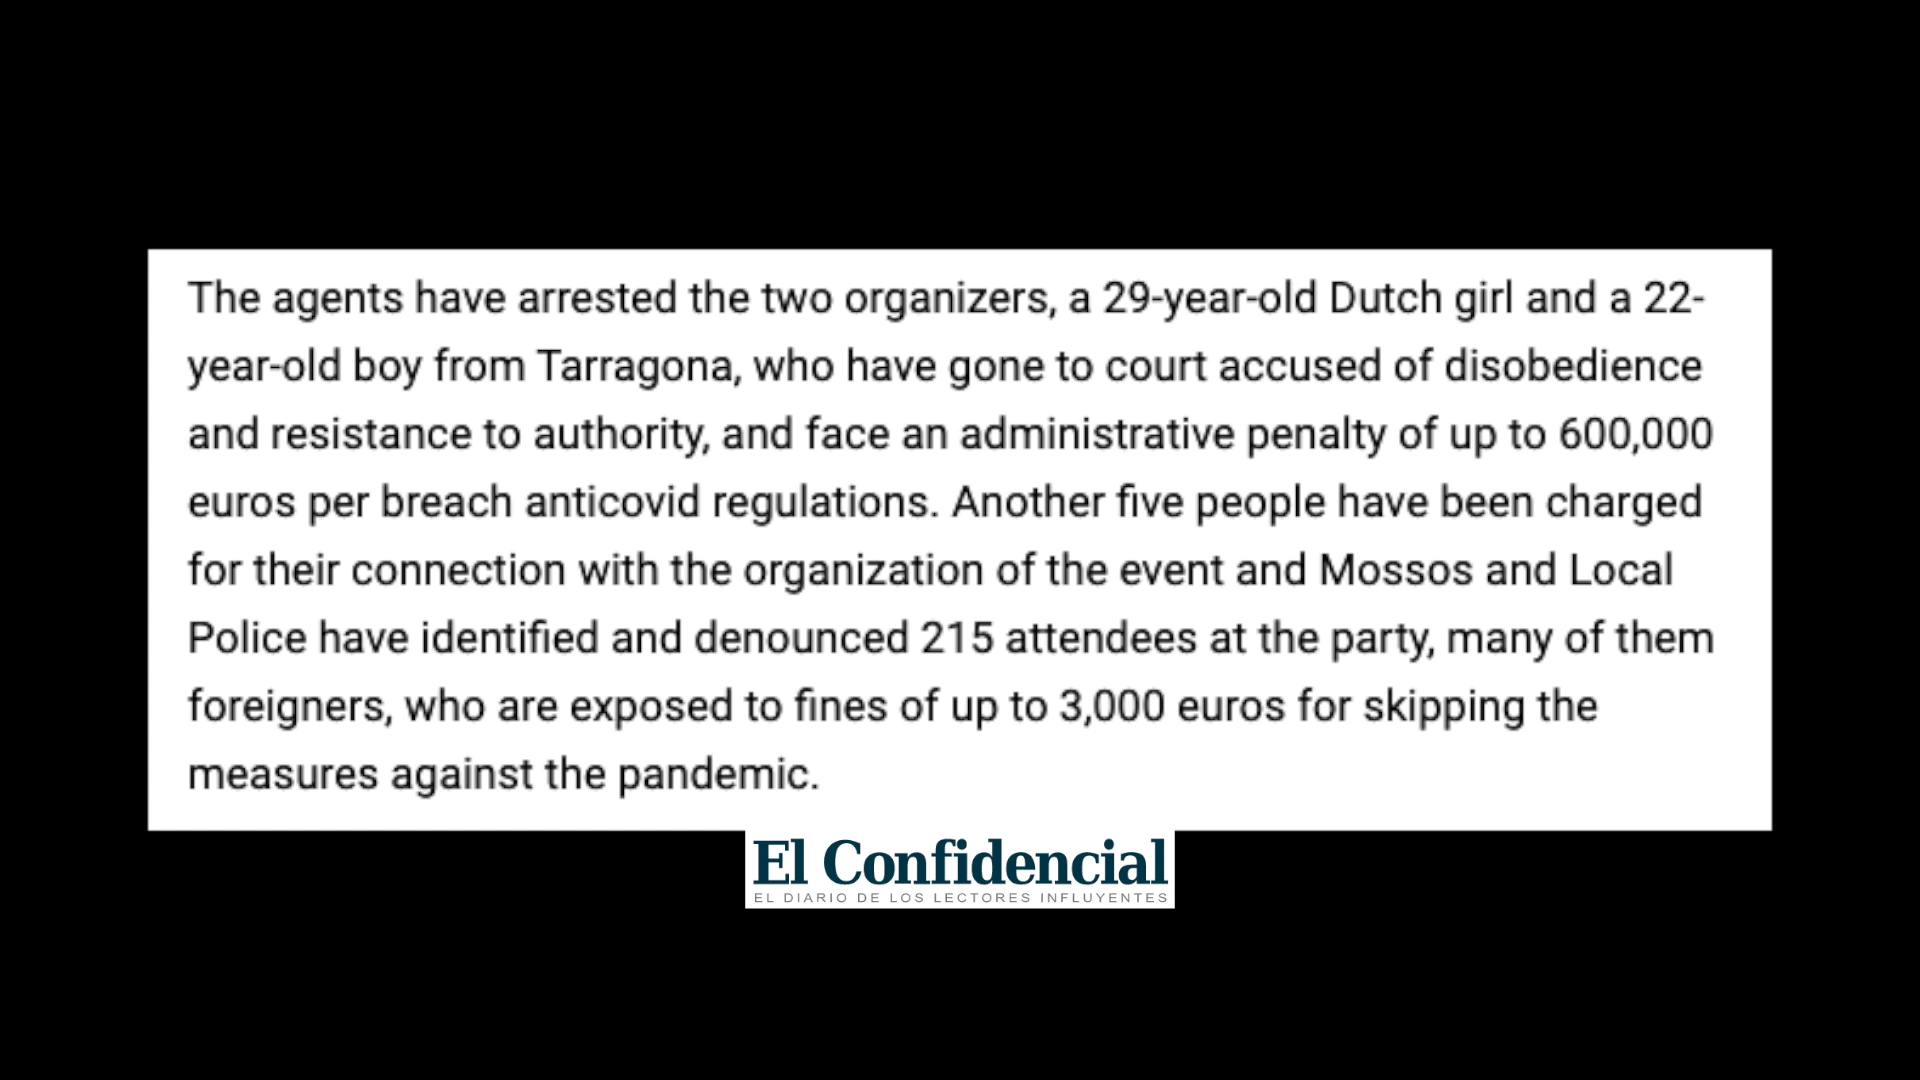 The agents have arrested the two organizers, a 29-year-old Dutch girl and a 22-
year-old boy from Tarragona, who have gone to court accused of disobedience
and resistance to authority, and face an administrative penalty of up to 600,000
euros per breach anticovid regulations. Another five people have been charged
for their connection with the organization of the event and Mossos and Local
Police have identified and denounced 215 attendees at the party, many of them
foreigners, who are exposed to fines of up to 3,000 euros for skipping the
measures against the pandemic.
El Confidencial
EL DIARIO DE LOS LECTORES INFLUYENTES